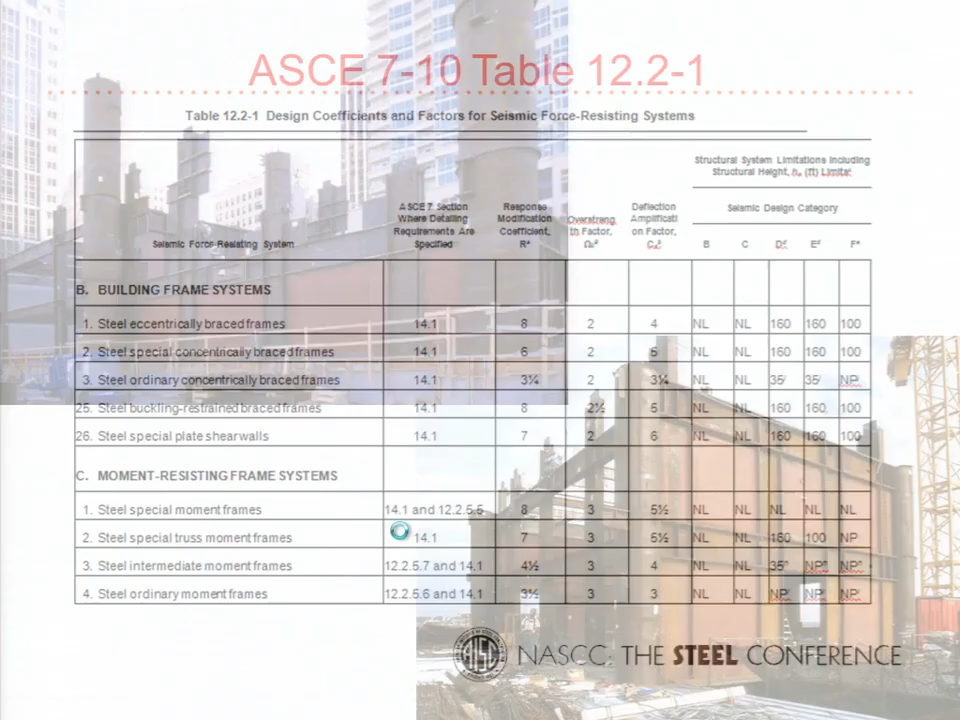 ASCE 7-10 Table 12.2-1
Table 12.2-1 Design Coefficients and Factors for Seismic Force-Resisting Systems
Structural System Limitations Including
Structural Height, (ft) Limits
ASCE 7 Section Where Detailing Requirements Are Specified
Response Modification Coefficient,
Overstreng th Factor,
Deflection Amplificati on Factor,
Seismic Design Category
Seismic Force-Resisting System B C
B. BUILDING FRAME SYSTEMS
1. Steel eccentrically braced frames 14.1 8 2 4 NL NL 160 160 100
2. Steel special concentrically braced frames 14.1 6 2 5 NL NL 160 160 100
3. Steel ordinary concentrically braced frames 14.1 3¼ 2 3¼ NL NL 35 35 NP
25. Steel buckling-restrained braced frames 14.1 8 2½ 5 NL NL 160 160 100
26. Steel special plate shear walls 14.1 7 2 6 NL NL 160 160 100
C. MOMENT-RESISTING FRAME SYSTEMS
1. Steel special moment frames 14.1 and 12.2.5.5 8 3 5½ NL NL NL NL NL
2. Steel special truss moment frames 14.1 7 3 5½ NL NL 160 100 NP
3. Steel intermediate moment frames 12.2.5.7 and 14.1 4½ 3 4 NL NL 35 NP NP
4. Steel ordinary moment frames 12.2.5.6 and 14.1 3½ 3 3 NL NL NP NP NP
AISC NASCC: THE STEEL CONFERENCE